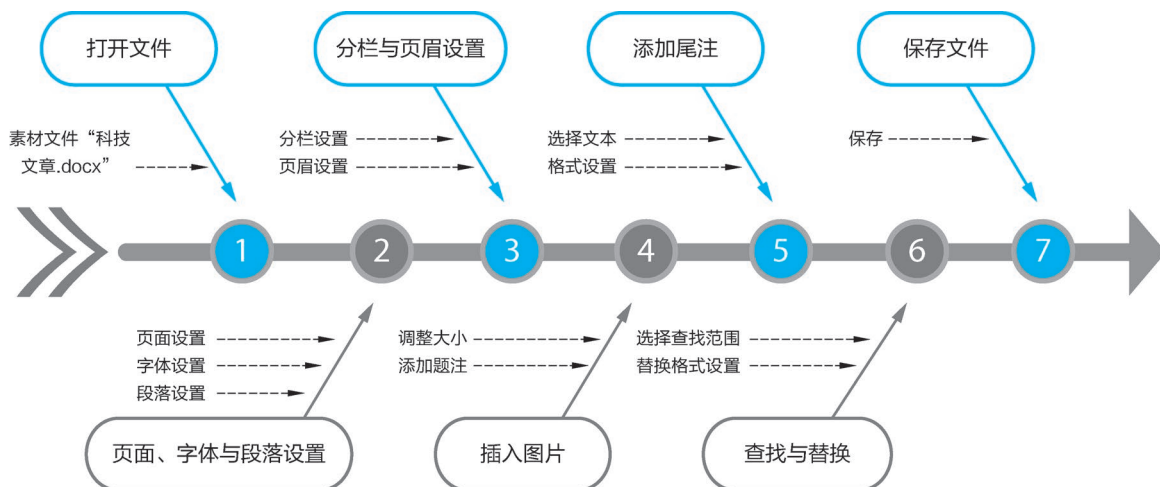 打开文件
分栏与页眉设置
添加尾注
保存文件
素材文件“科技
文章.docx”
分栏设置
页眉设置
选择文本
格式设置
保存
1
2
3
4
5
6
7
页面设置
字体设置
段落设置
调整大小
添加题注
选择查找范围
替换格式设置
页面、字体与段落设置
插入图片
查找与替换